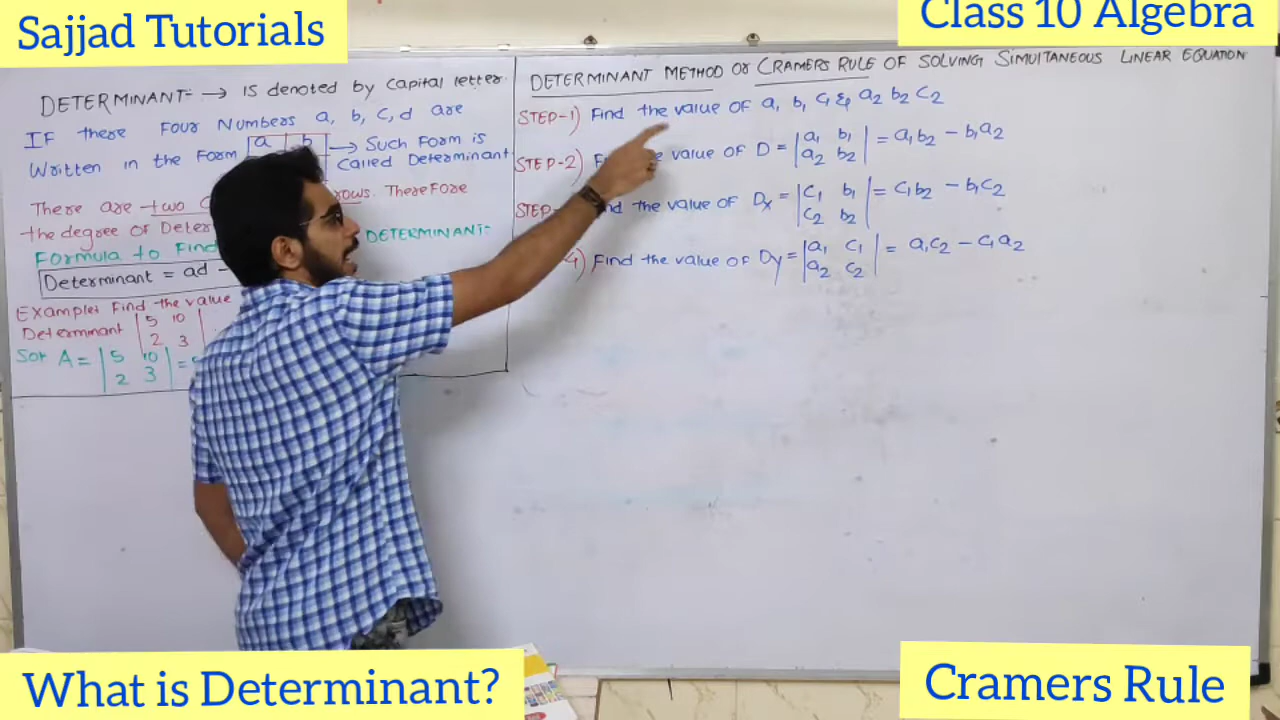 Sajjad Tutorials
Class 10 Algebra
DETERMINANT:- → is denoted by Capital letter.
IF there Four Numbers a, b, c, d are
Written in the Form |a b| → Such Form is
Called Determinant
There are two rows. Therefore
the degree of Deter
DETERMINANT:-
Formula to Find
Determinant = ad -
Example: Find the value
Determinant |5 10|
|2 3|
Sol^n A = |5 10| =
|2 3|
DETERMINANT METHOD or CRAMERS RULE OF SOLVING SIMULTANEOUS LINEAR EQUATION
STEP-1) Find the value of a₁ b₁ c₁ & a₂ b₂ c₂
STEP-2) value of D = |a₁ b₁| = a₁b₂ - b₁a₂
|a₂ b₂|
STEP- the value of Dx = |c₁ b₁| = c₁b₂ - b₁c₂
|c₂ b₂|
4) Find the value of Dy = |a₁ c₁| = a₁c₂ - c₁a₂
|a₂ c₂|
What is Determinant?
Cramers Rule